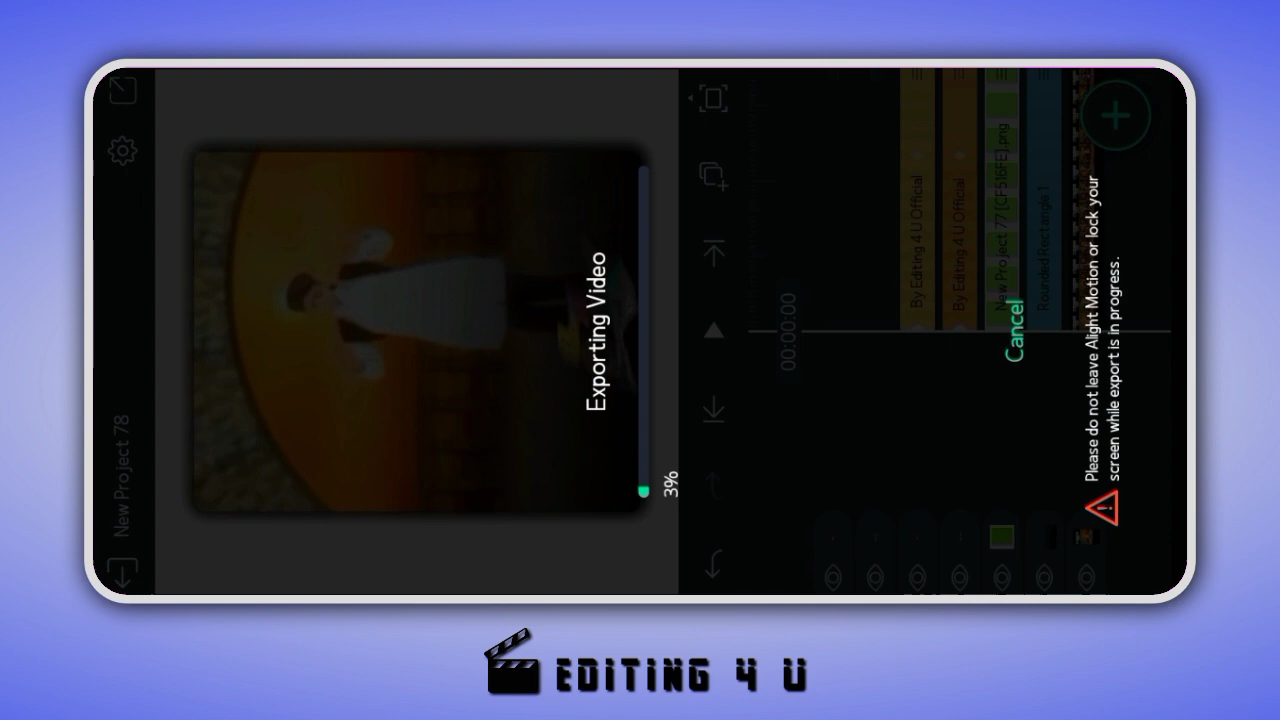 New Project 78
Exporting Video
3%
00:00:00
By Editing 4 U Official
By Editing 4 U Official
New Project 77 [CF516FE].png
Rounded Rectangle 1
Cancel
Please do not leave Alight Motion or lock your
screen while export is in progress.
EDITING 4 U